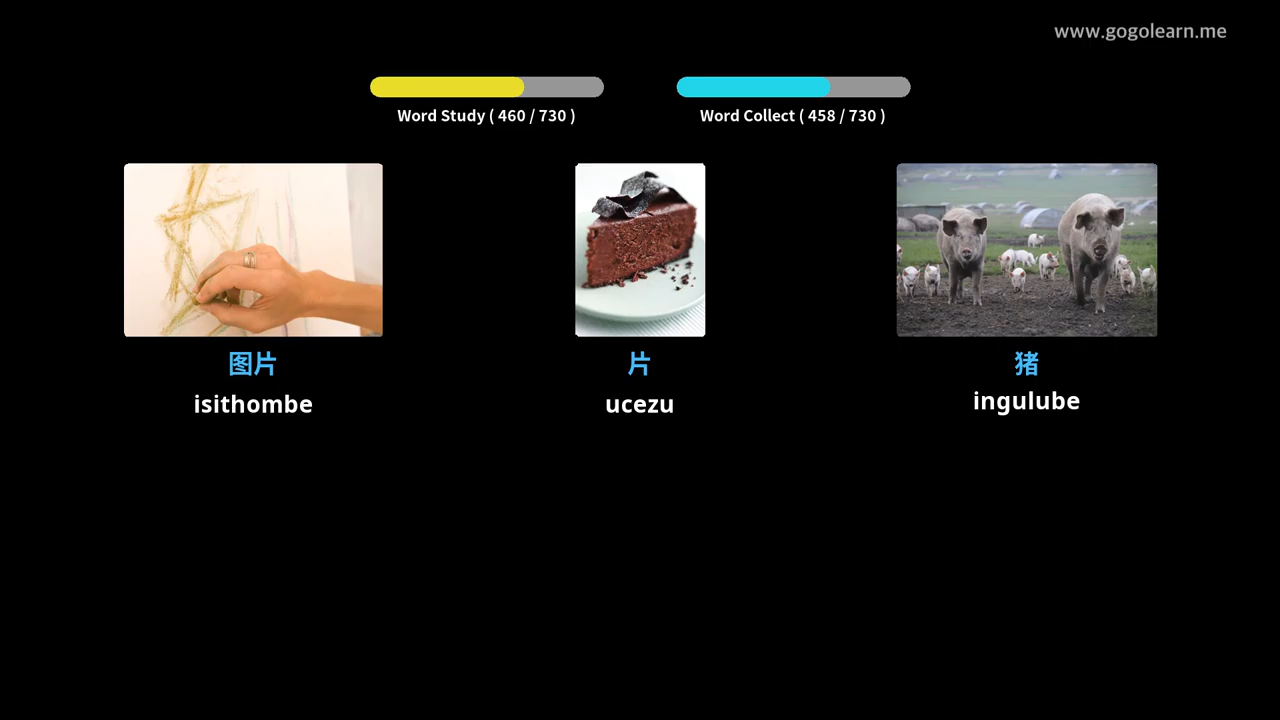 www.gogolearn.me
Word Study ( 460 / 730 )
Word Collect ( 458 / 730 )
图片
片
猪
isithombe
ucezu
ingulube